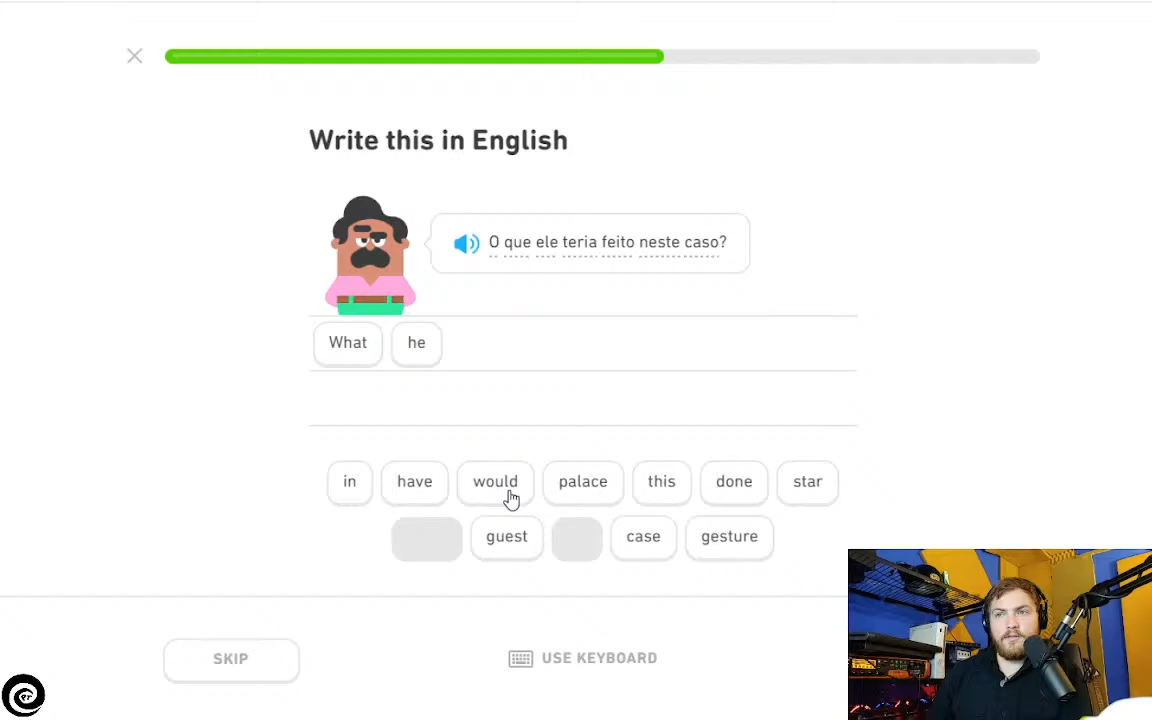 Write this in English
O que ele teria feito neste caso?
What he
in have would palace this done star
guest case gesture
SKIP
USE KEYBOARD